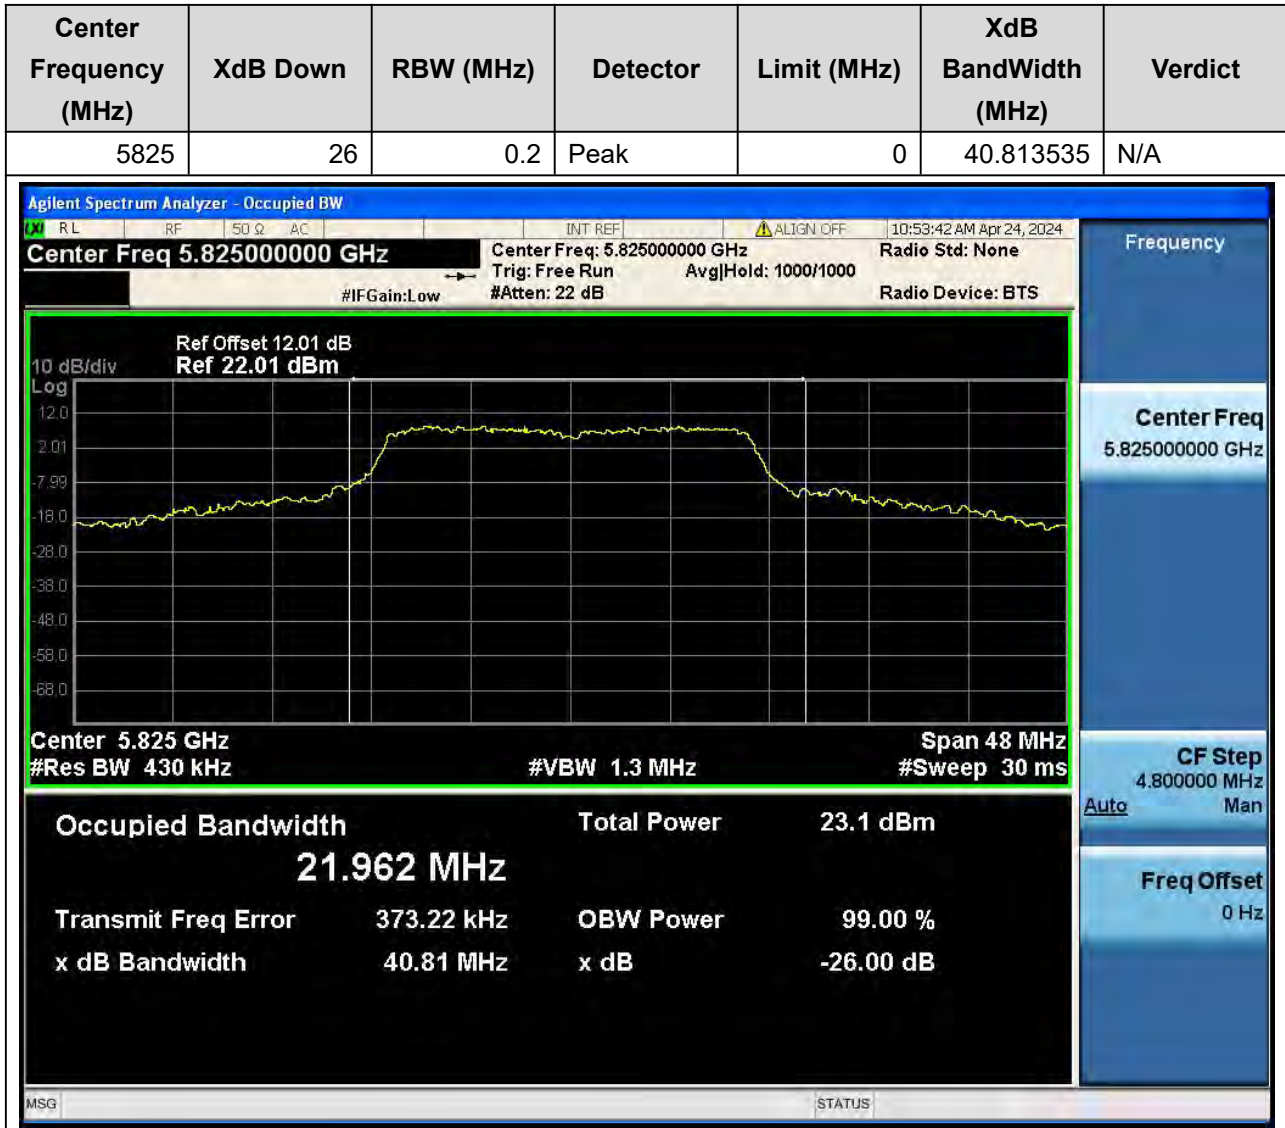 Center Frequency (MHz) XdB Down RBW (MHz) Detector Limit (MHz) XdB BandWidth (MHz) Verdict
5825 26 0.2 Peak 0 40.813535 N/A
Agilent Spectrum Analyzer - Occupied BW
LXI RL RF 50 Ω AC INT REF ALIGN OFF 10:53:42 AM Apr 24, 2024
Center Freq 5.825000000 GHz
Center Freq: 5.825000000 GHz Radio Std: None
Trig: Free Run Avg|Hold: 1000/1000
#IFGain:Low #Atten: 22 dB Radio Device: BTS
Ref Offset 12.01 dB
10 dB/div Ref 22.01 dBm
Log
12.0
2.01
-7.99
-18.0
-28.0
-38.0
-48.0
-58.0
-68.0
Center 5.825 GHz Span 48 MHz
#Res BW 430 kHz #VBW 1.3 MHz #Sweep 30 ms
Occupied Bandwidth Total Power 23.1 dBm
21.962 MHz
Transmit Freq Error 373.22 kHz OBW Power 99.00 %
x dB Bandwidth 40.81 MHz x dB -26.00 dB
MSG STATUS
Frequency
Center Freq
5.825000000 GHz
CF Step
4.800000 MHz
Auto Man
Freq Offset
0 Hz